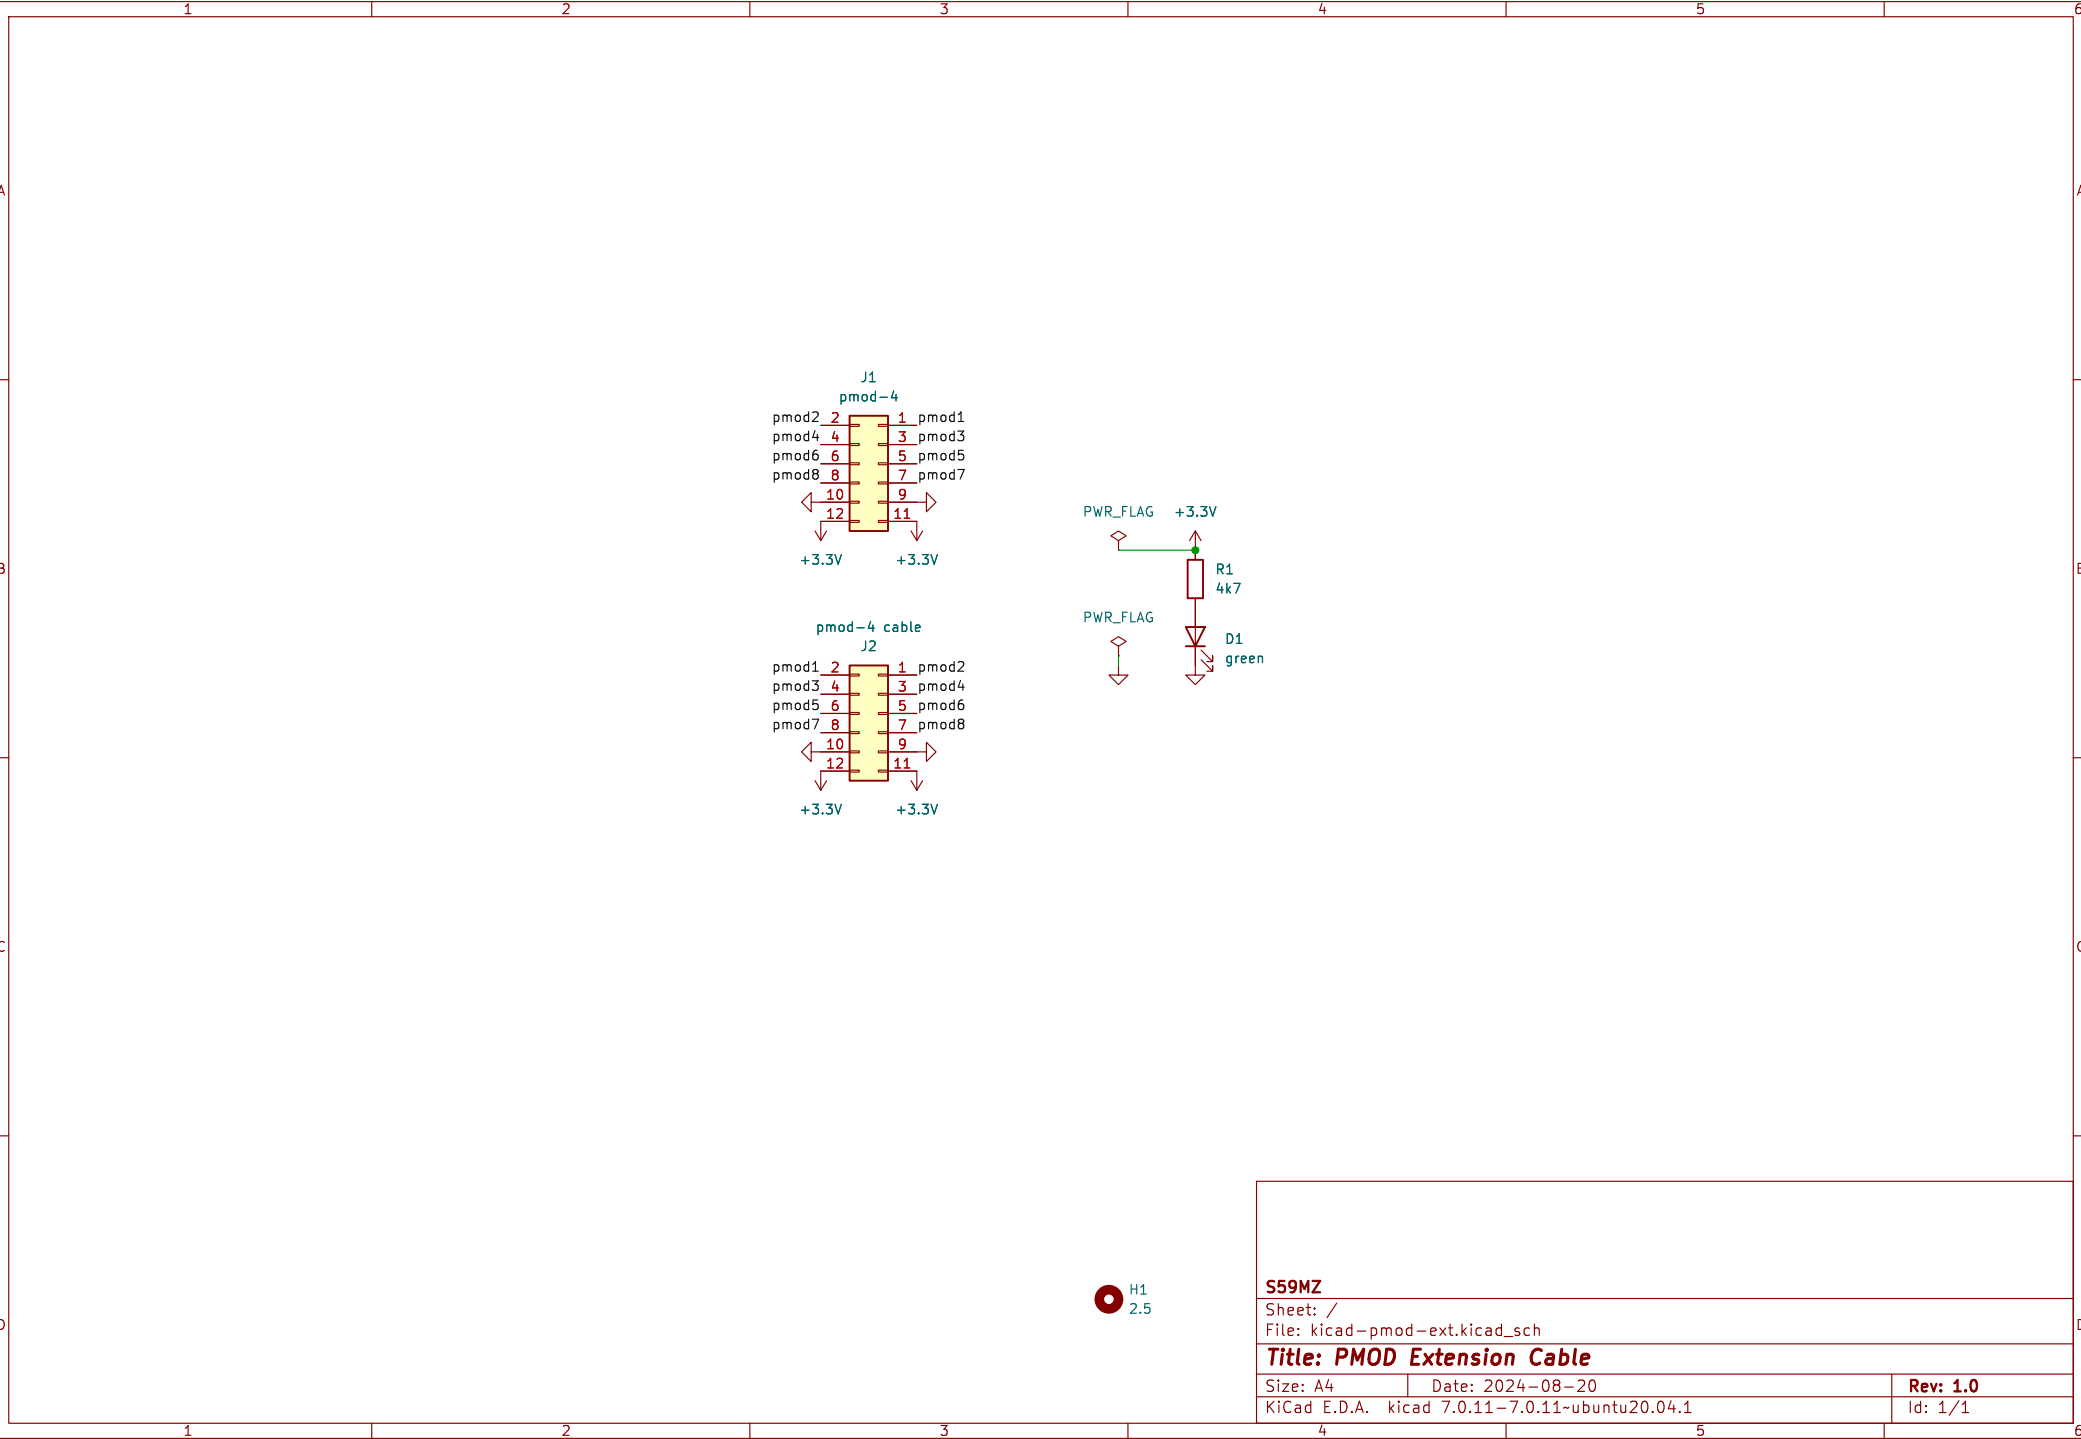 1 2 3 4 5 6
A A
J1
pmod-4
pmod2 2 1 pmod1
pmod4 4 3 pmod3
pmod6 6 5 pmod5
pmod8 8 7 pmod7
10 9
12 11
+3.3V +3.3V
PWR_FLAG +3.3V
B B
R1
4k7
PWR_FLAG
D1
green
pmod-4 cable
J2
pmod1 2 1 pmod2
pmod3 4 3 pmod4
pmod5 6 5 pmod6
pmod7 8 7 pmod8
10 9
12 11
+3.3V +3.3V
C C
H1
2.5
D D
S59MZ
Sheet: /
File: kicad-pmod-ext.kicad_sch
Title: PMOD Extension Cable
Size: A4 Date: 2024-08-20 Rev: 1.0
KiCad E.D.A. kicad 7.0.11-7.0.11~ubuntu20.04.1 Id: 1/1
1 2 3 4 5 6